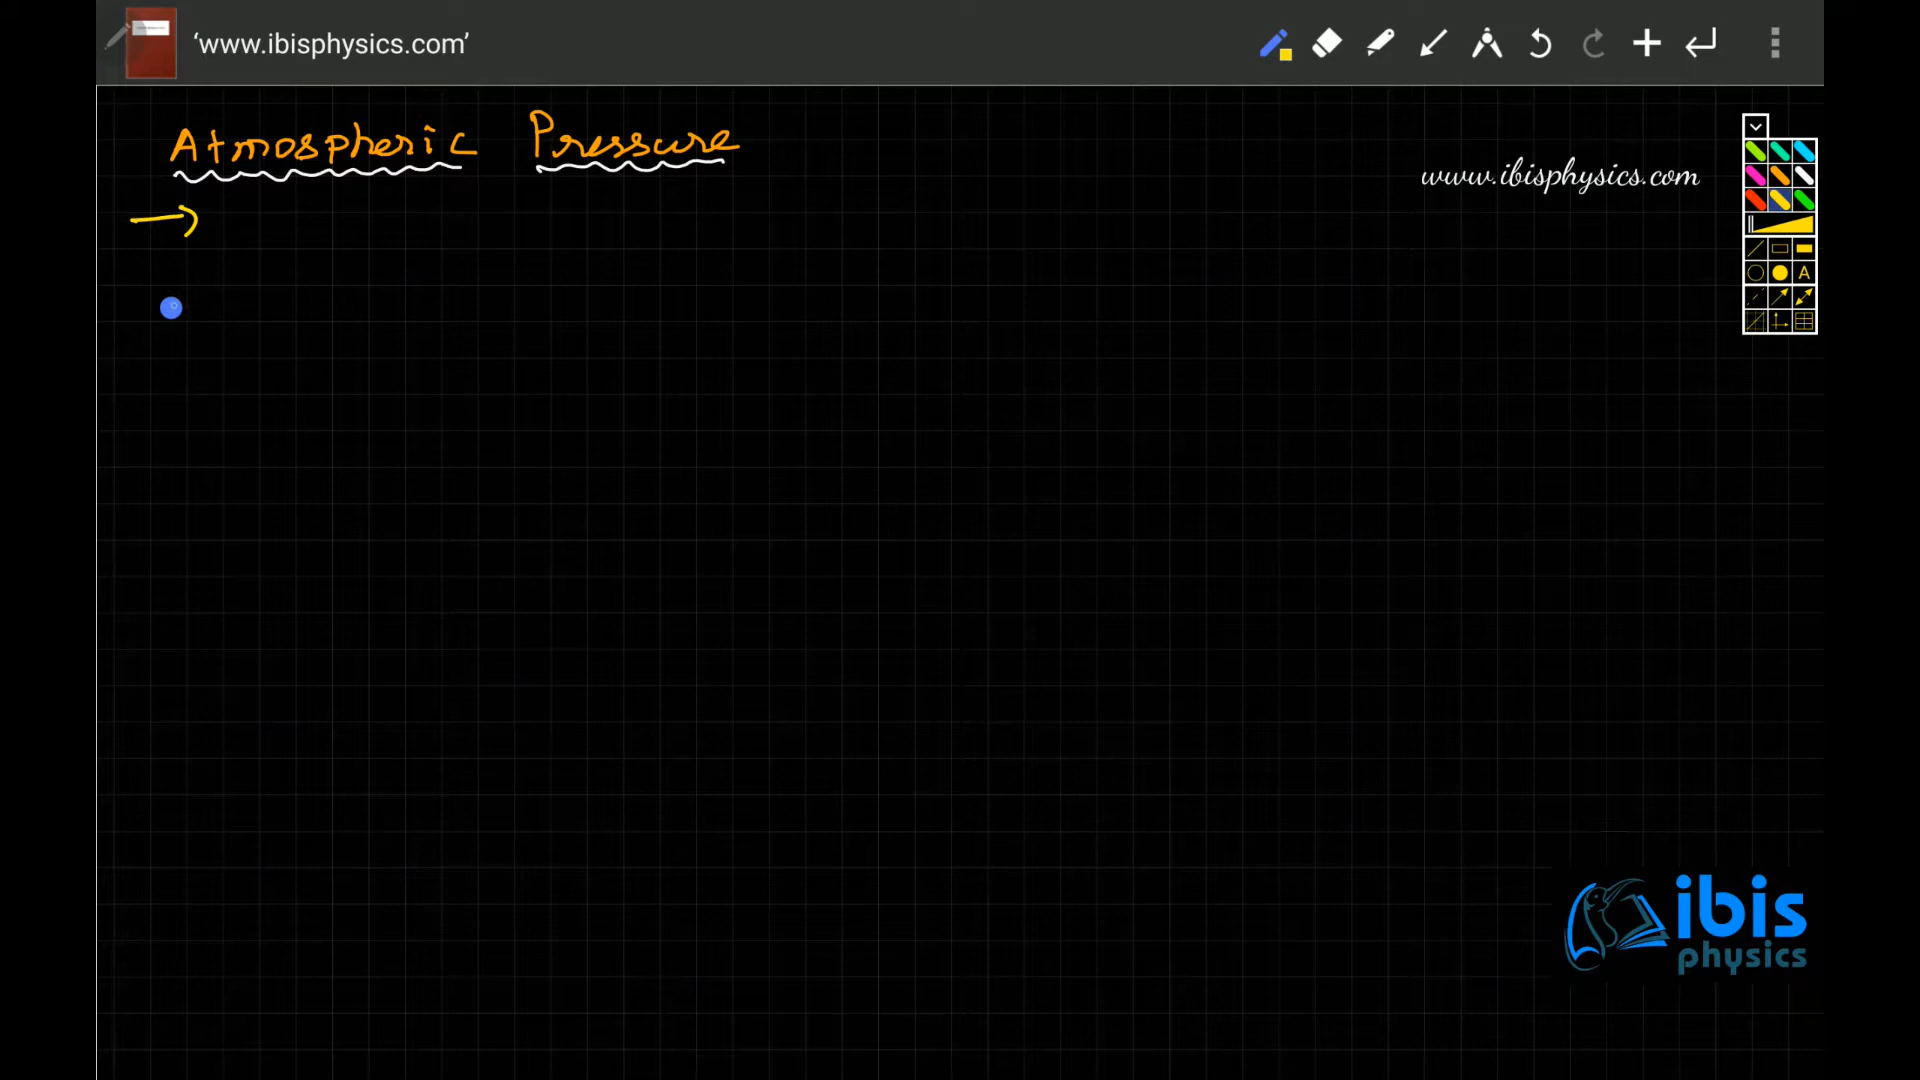 ‘www.ibisphysics.com’
Atmospheric Pressure
www.ibisphysics.com
A
ibis
physics